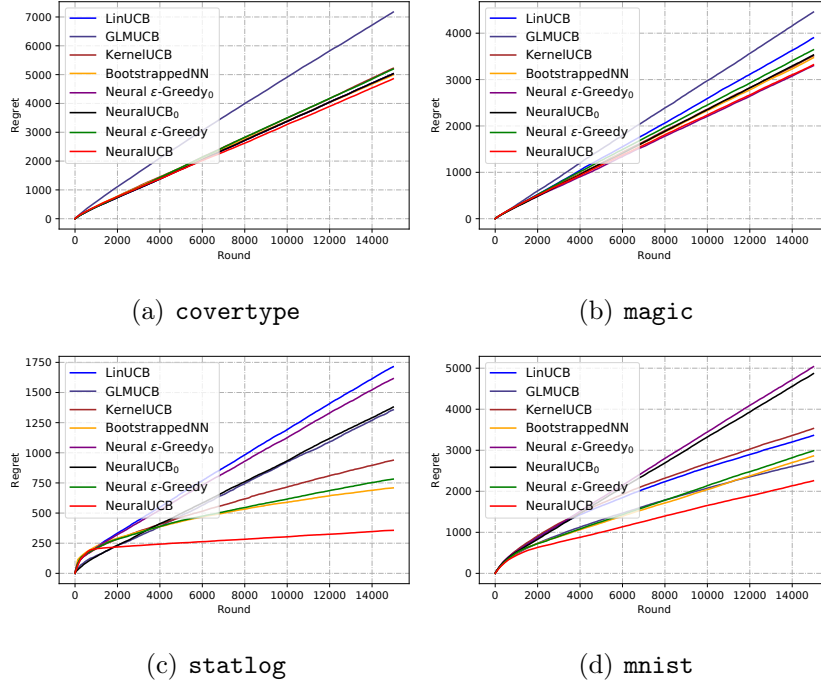 LinUCB
GLMUCB
KernelUCB
BootstrappedNN
Neural ε-Greedy₀
NeuralUCB₀
Neural ε-Greedy
NeuralUCB
7000
6000
5000
4000
3000
2000
1000
0
Regret
0 2000 4000 6000 8000 10000 12000 14000
Round
(a) covertype
LinUCB
GLMUCB
KernelUCB
BootstrappedNN
Neural ε-Greedy₀
NeuralUCB₀
Neural ε-Greedy
NeuralUCB
4000
3000
2000
1000
0
Regret
0 2000 4000 6000 8000 10000 12000 14000
Round
(b) magic
LinUCB
GLMUCB
KernelUCB
BootstrappedNN
Neural ε-Greedy₀
NeuralUCB₀
Neural ε-Greedy
NeuralUCB
1750
1500
1250
1000
750
500
250
0
Regret
0 2000 4000 6000 8000 10000 12000 14000
Round
(c) statlog
LinUCB
GLMUCB
KernelUCB
BootstrappedNN
Neural ε-Greedy₀
NeuralUCB₀
Neural ε-Greedy
NeuralUCB
5000
4000
3000
2000
1000
0
Regret
0 2000 4000 6000 8000 10000 12000 14000
Round
(d) mnist